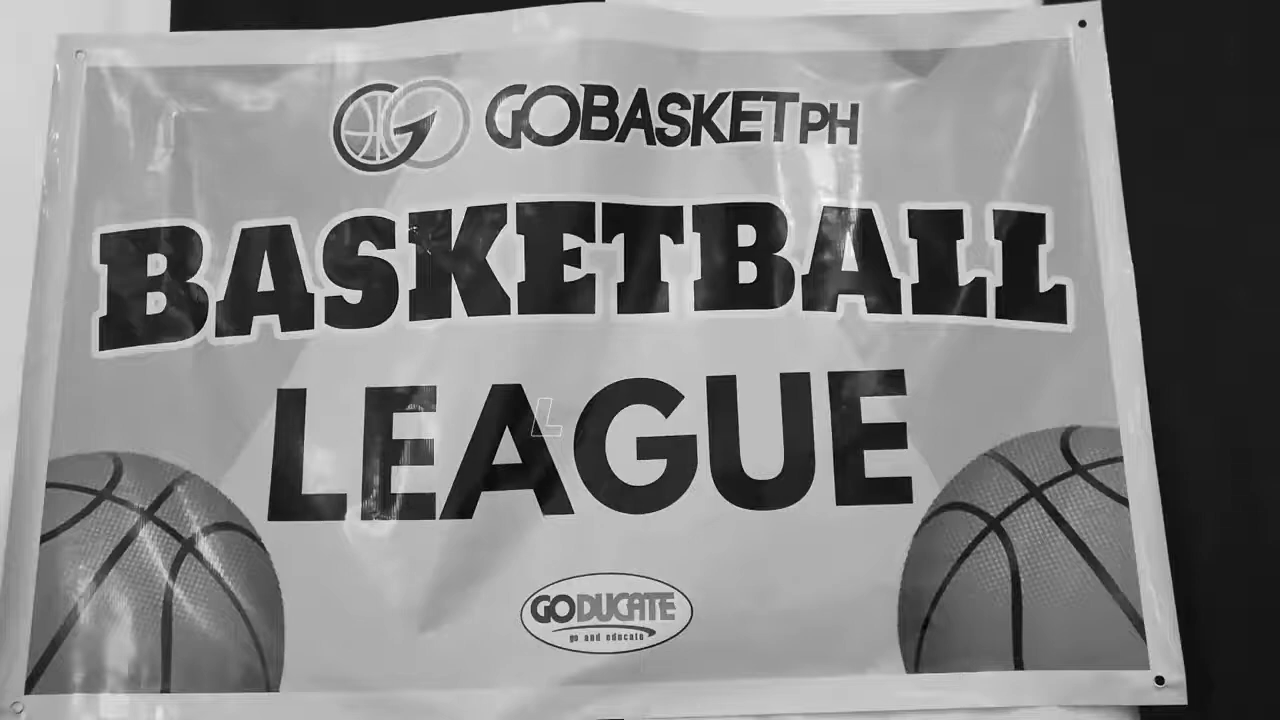 GOBASKETPH
BASKETBALL
LEAGUE
L
GODUCATE
go and educate